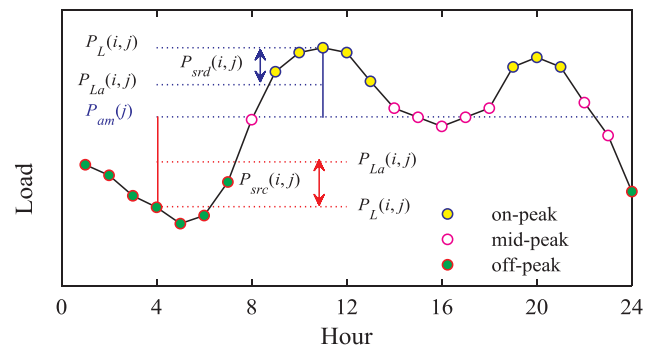 P_L(i,j)
P_srd(i,j)
P_La(i,j)
P_am(j)
P_La(i,j)
P_src(i,j)
P_L(i,j)
on-peak
mid-peak
off-peak
Load
0 4 8 12 16 20 24
Hour